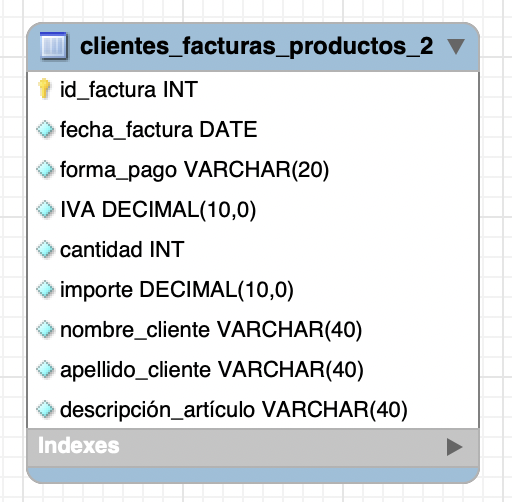 clientes_facturas_productos_2
id_factura INT
fecha_factura DATE
forma_pago VARCHAR(20)
IVA DECIMAL(10,0)
cantidad INT
importe DECIMAL(10,0)
nombre_cliente VARCHAR(40)
apellido_cliente VARCHAR(40)
descripción_artículo VARCHAR(40)
Indexes